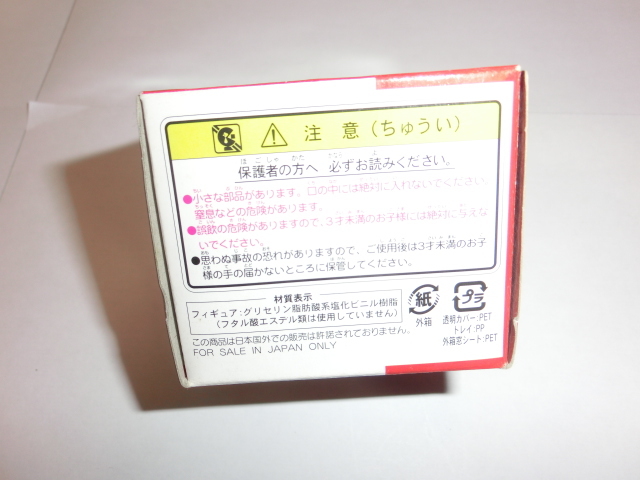 注意(ちゅうい)
保護者の方へ 必ずお読みください。
●小さな部品があります。口の中には絶対に入れないでください。
窒息などの危険があります。
●誤飲の危険がありますので、3才未満のお子様には絶対に与えな
いでください。
●思わぬ事故の恐れがありますので、ご使用後は3才未満のお子
様の手の届かないところに保管してください。
材質表示
フィギュア:グリセリン脂肪酸系塩化ビニル樹脂
(フタル酸エステル類は使用していません)
この商品は日本国外での販売は許諾されておりません。
FOR SALE IN JAPAN ONLY
紙
外箱
プラ
透明カバー:PET
トレイ:PP
外箱窓シート:PET